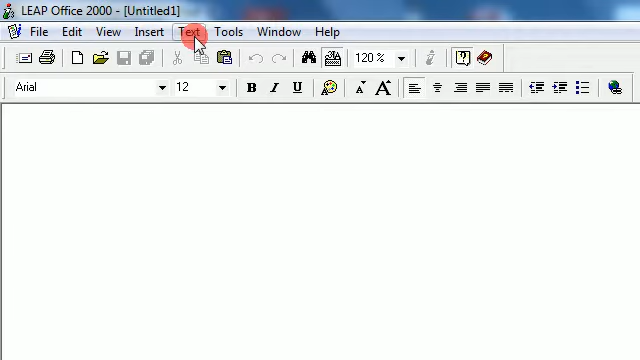 LEAP Office 2000 - [Untitled1]
File Edit View Insert Text Tools Window Help
120 %
Arial 12 B I U A A